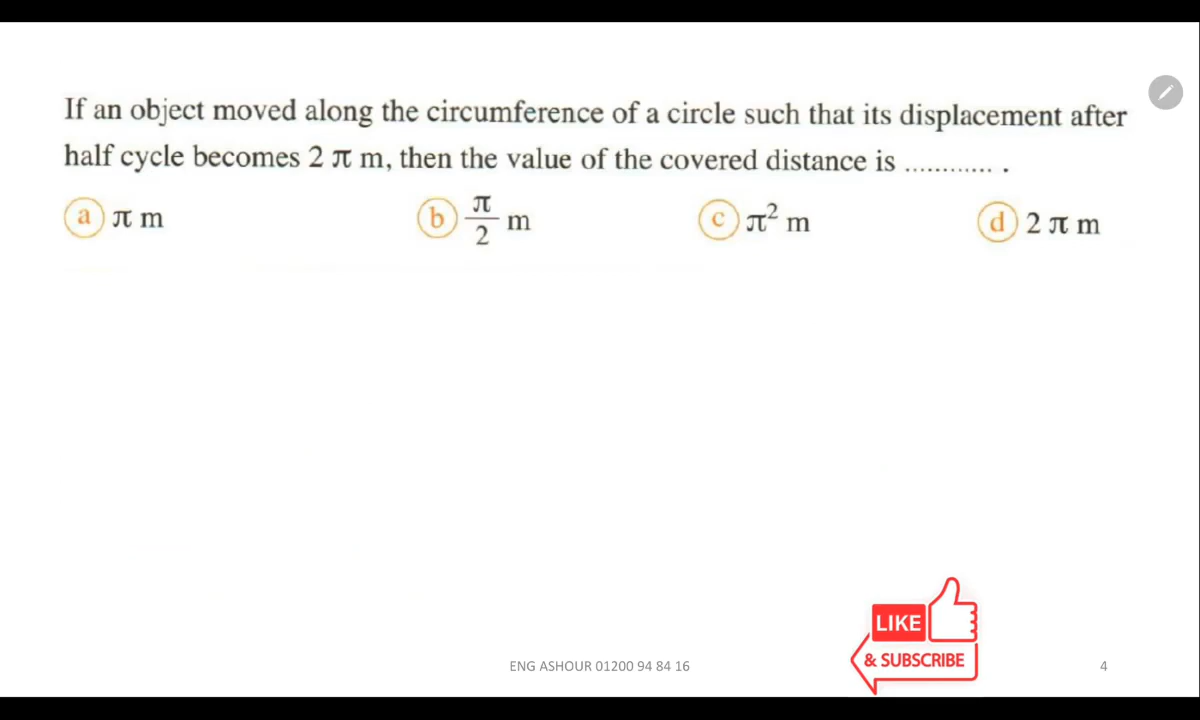 If an object moved along the circumference of a circle such that its displacement after
half cycle becomes 2 π m, then the value of the covered distance is ............ .
a π m b π/2 m c π² m d 2 π m
LIKE
& SUBSCRIBE
ENG ASHOUR 01200 94 84 16
4